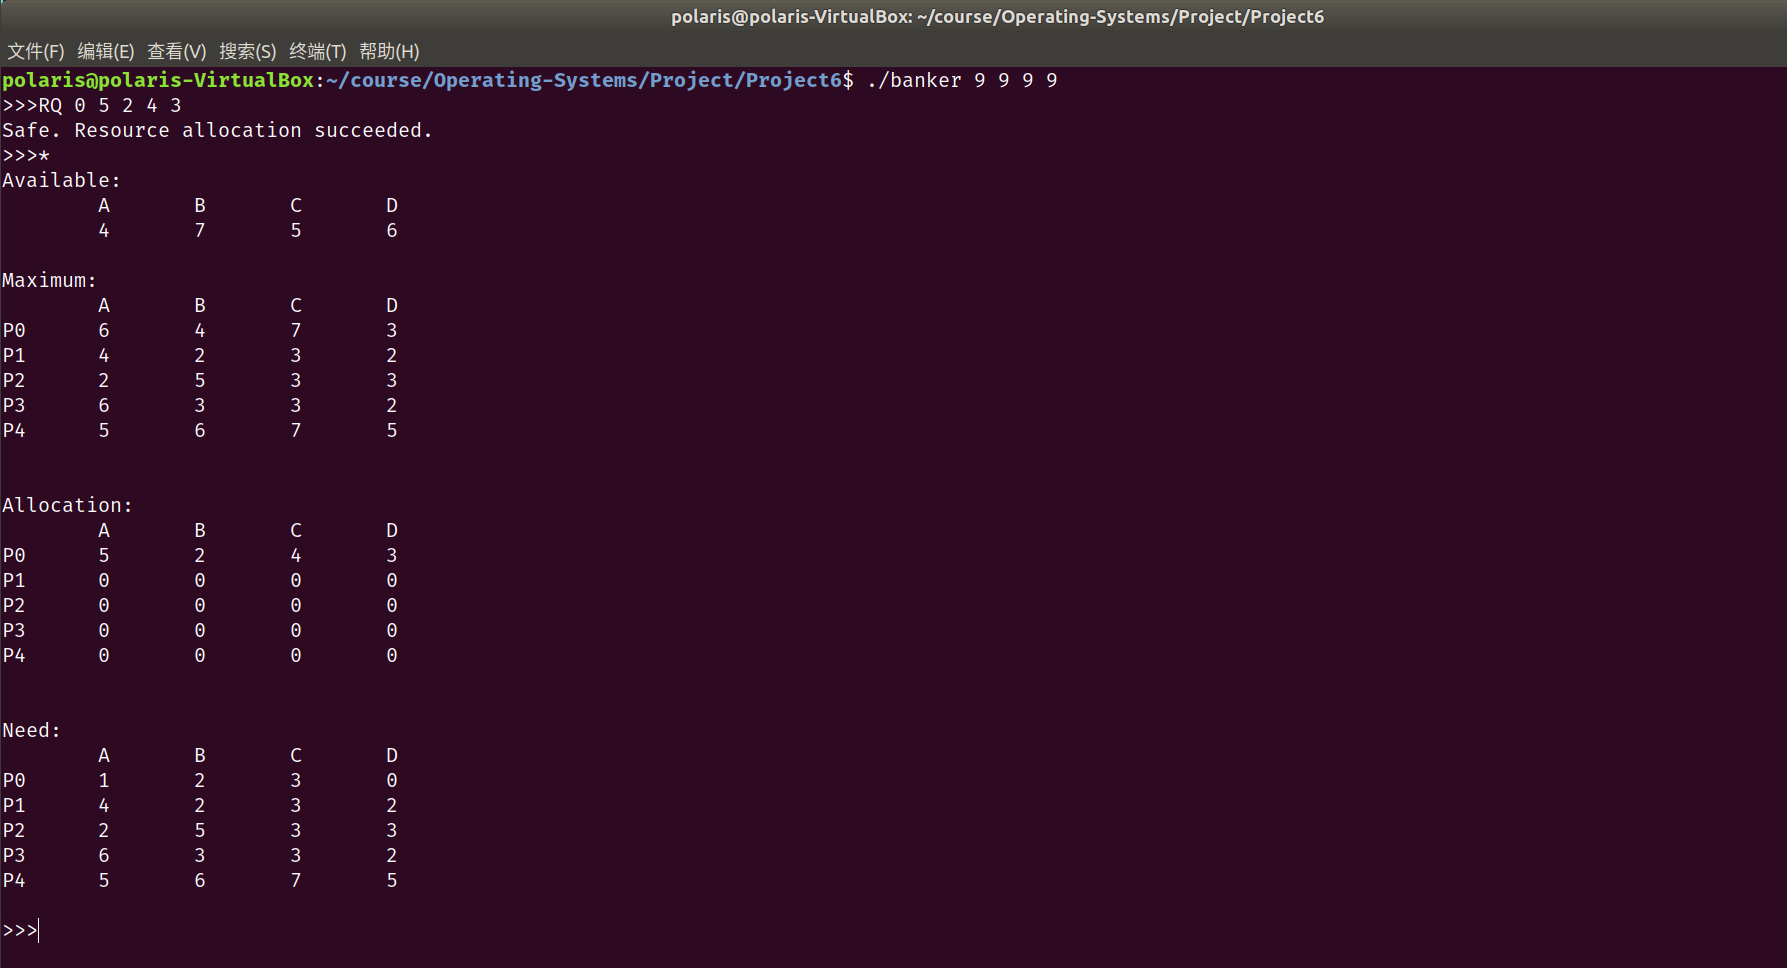 polaris@polaris-VirtualBox: ~/course/Operating-Systems/Project/Project6
文件(F) 编辑(E) 查看(V) 搜索(S) 终端(T) 帮助(H)
polaris@polaris-VirtualBox:~/course/Operating-Systems/Project/Project6$ ./banker 9 9 9 9
>>>RQ 0 5 2 4 3
Safe. Resource allocation succeeded.
>>>*
Available:
A B C D
4 7 5 6
Maximum:
A B C D
P0 6 4 7 3
P1 4 2 3 2
P2 2 5 3 3
P3 6 3 3 2
P4 5 6 7 5
Allocation:
A B C D
P0 5 2 4 3
P1 0 0 0 0
P2 0 0 0 0
P3 0 0 0 0
P4 0 0 0 0
Need:
A B C D
P0 1 2 3 0
P1 4 2 3 2
P2 2 5 3 3
P3 6 3 3 2
P4 5 6 7 5
>>>